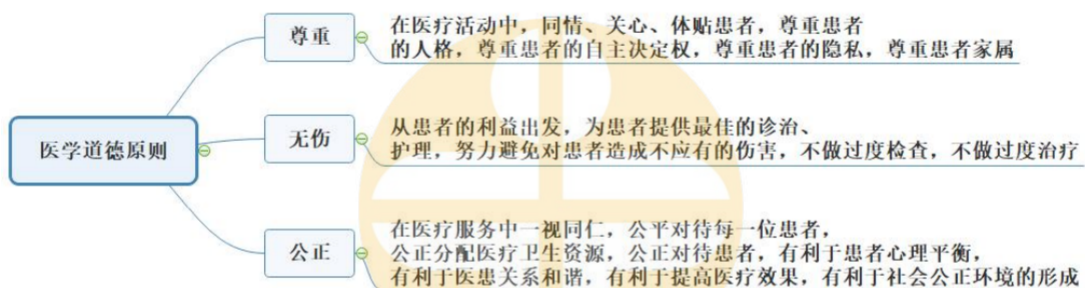 尊重
在医疗活动中，同情、关心、体贴患者，尊重患者
的人格，尊重患者的自主决定权，尊重患者的隐私，尊重患者家属
医学道德原则
无伤
从患者的利益出发，为患者提供最佳的诊治、
护理，努力避免对患者造成不应有的伤害，不做过度检查，不做过度治疗
公正
在医疗服务中一视同仁，公平对待每一位患者，
公正分配医疗卫生资源，公正对待患者，有利于患者心理平衡，
有利于医患关系和谐，有利于提高医疗效果，有利于社会公正环境的形成